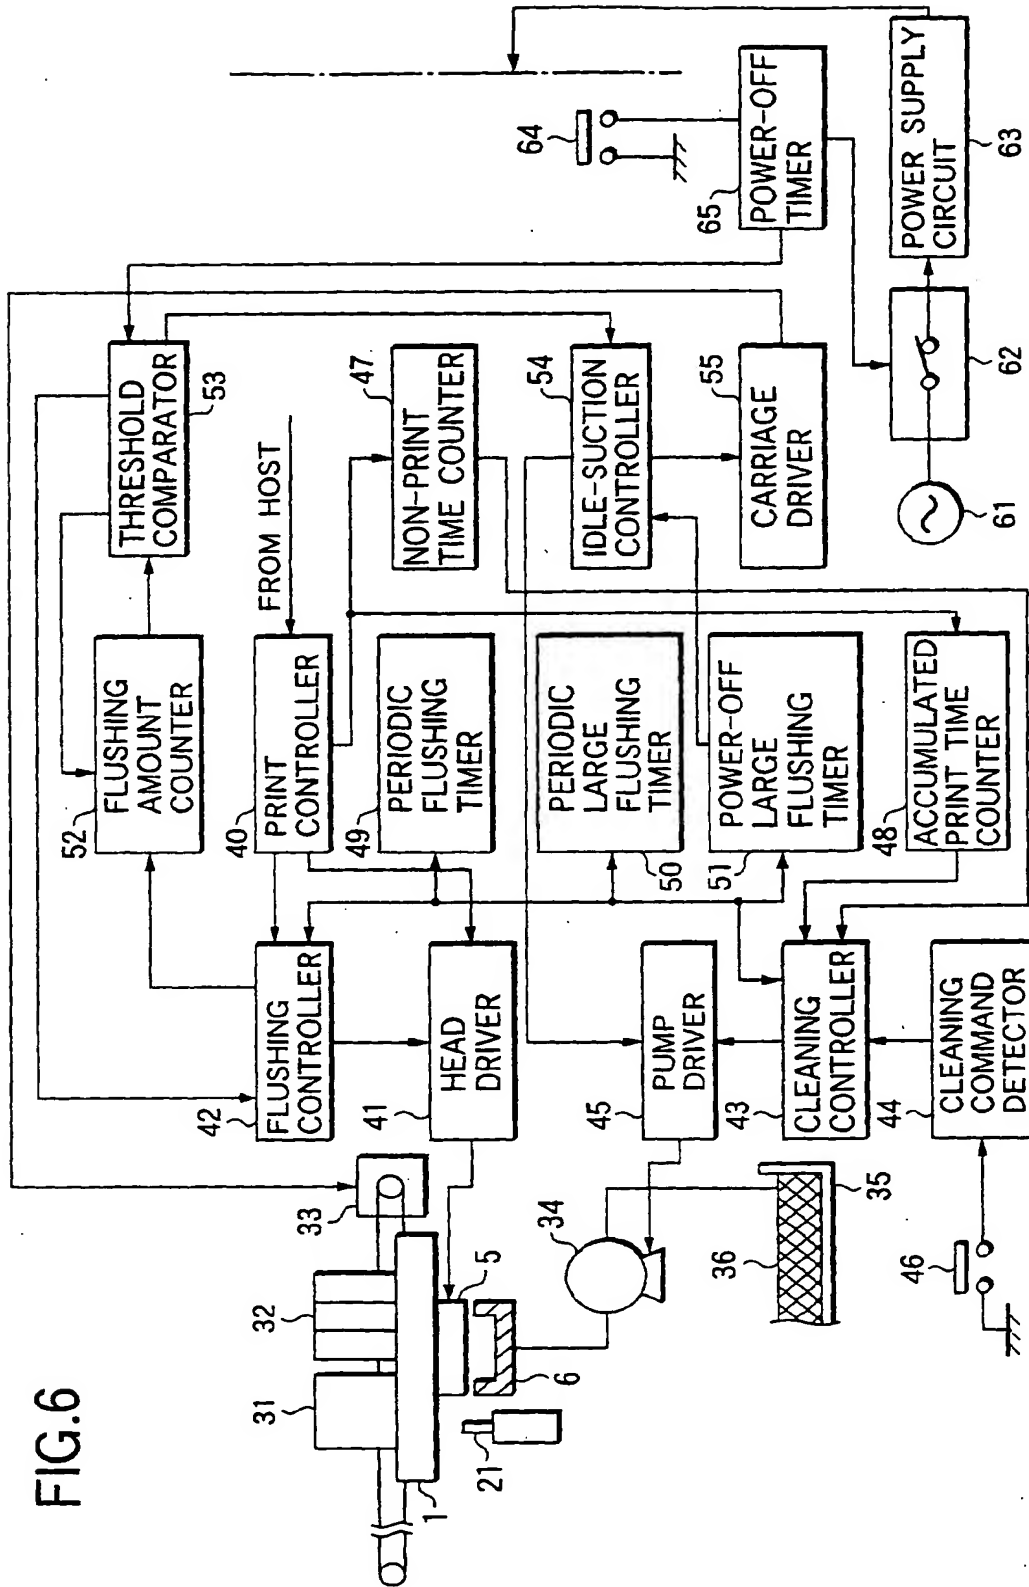 FIG.6
31
32
33
1
5
6
21
34
36
35
46
42
FLUSHING
CONTROLLER
41
HEAD
DRIVER
45
PUMP
DRIVER
43
CLEANING
CONTROLLER
44
CLEANING
COMMAND
DETECTOR
52
FLUSHING
AMOUNT
COUNTER
40
PRINT
CONTROLLER
FROM HOST
49
PERIODIC
FLUSHING
TIMER
PERIODIC
LARGE
FLUSHING
TIMER
50
51
POWER-OFF
LARGE
FLUSHING
TIMER
48
ACCUMULATED
PRINT TIME
COUNTER
THRESHOLD
COMPARATOR
53
47
NON-PRINT
TIME COUNTER
54
IDLE-SUCTION
CONTROLLER
55
CARRIAGE
DRIVER
61
62
64
65
POWER-OFF
TIMER
POWER SUPPLY
CIRCUIT
63